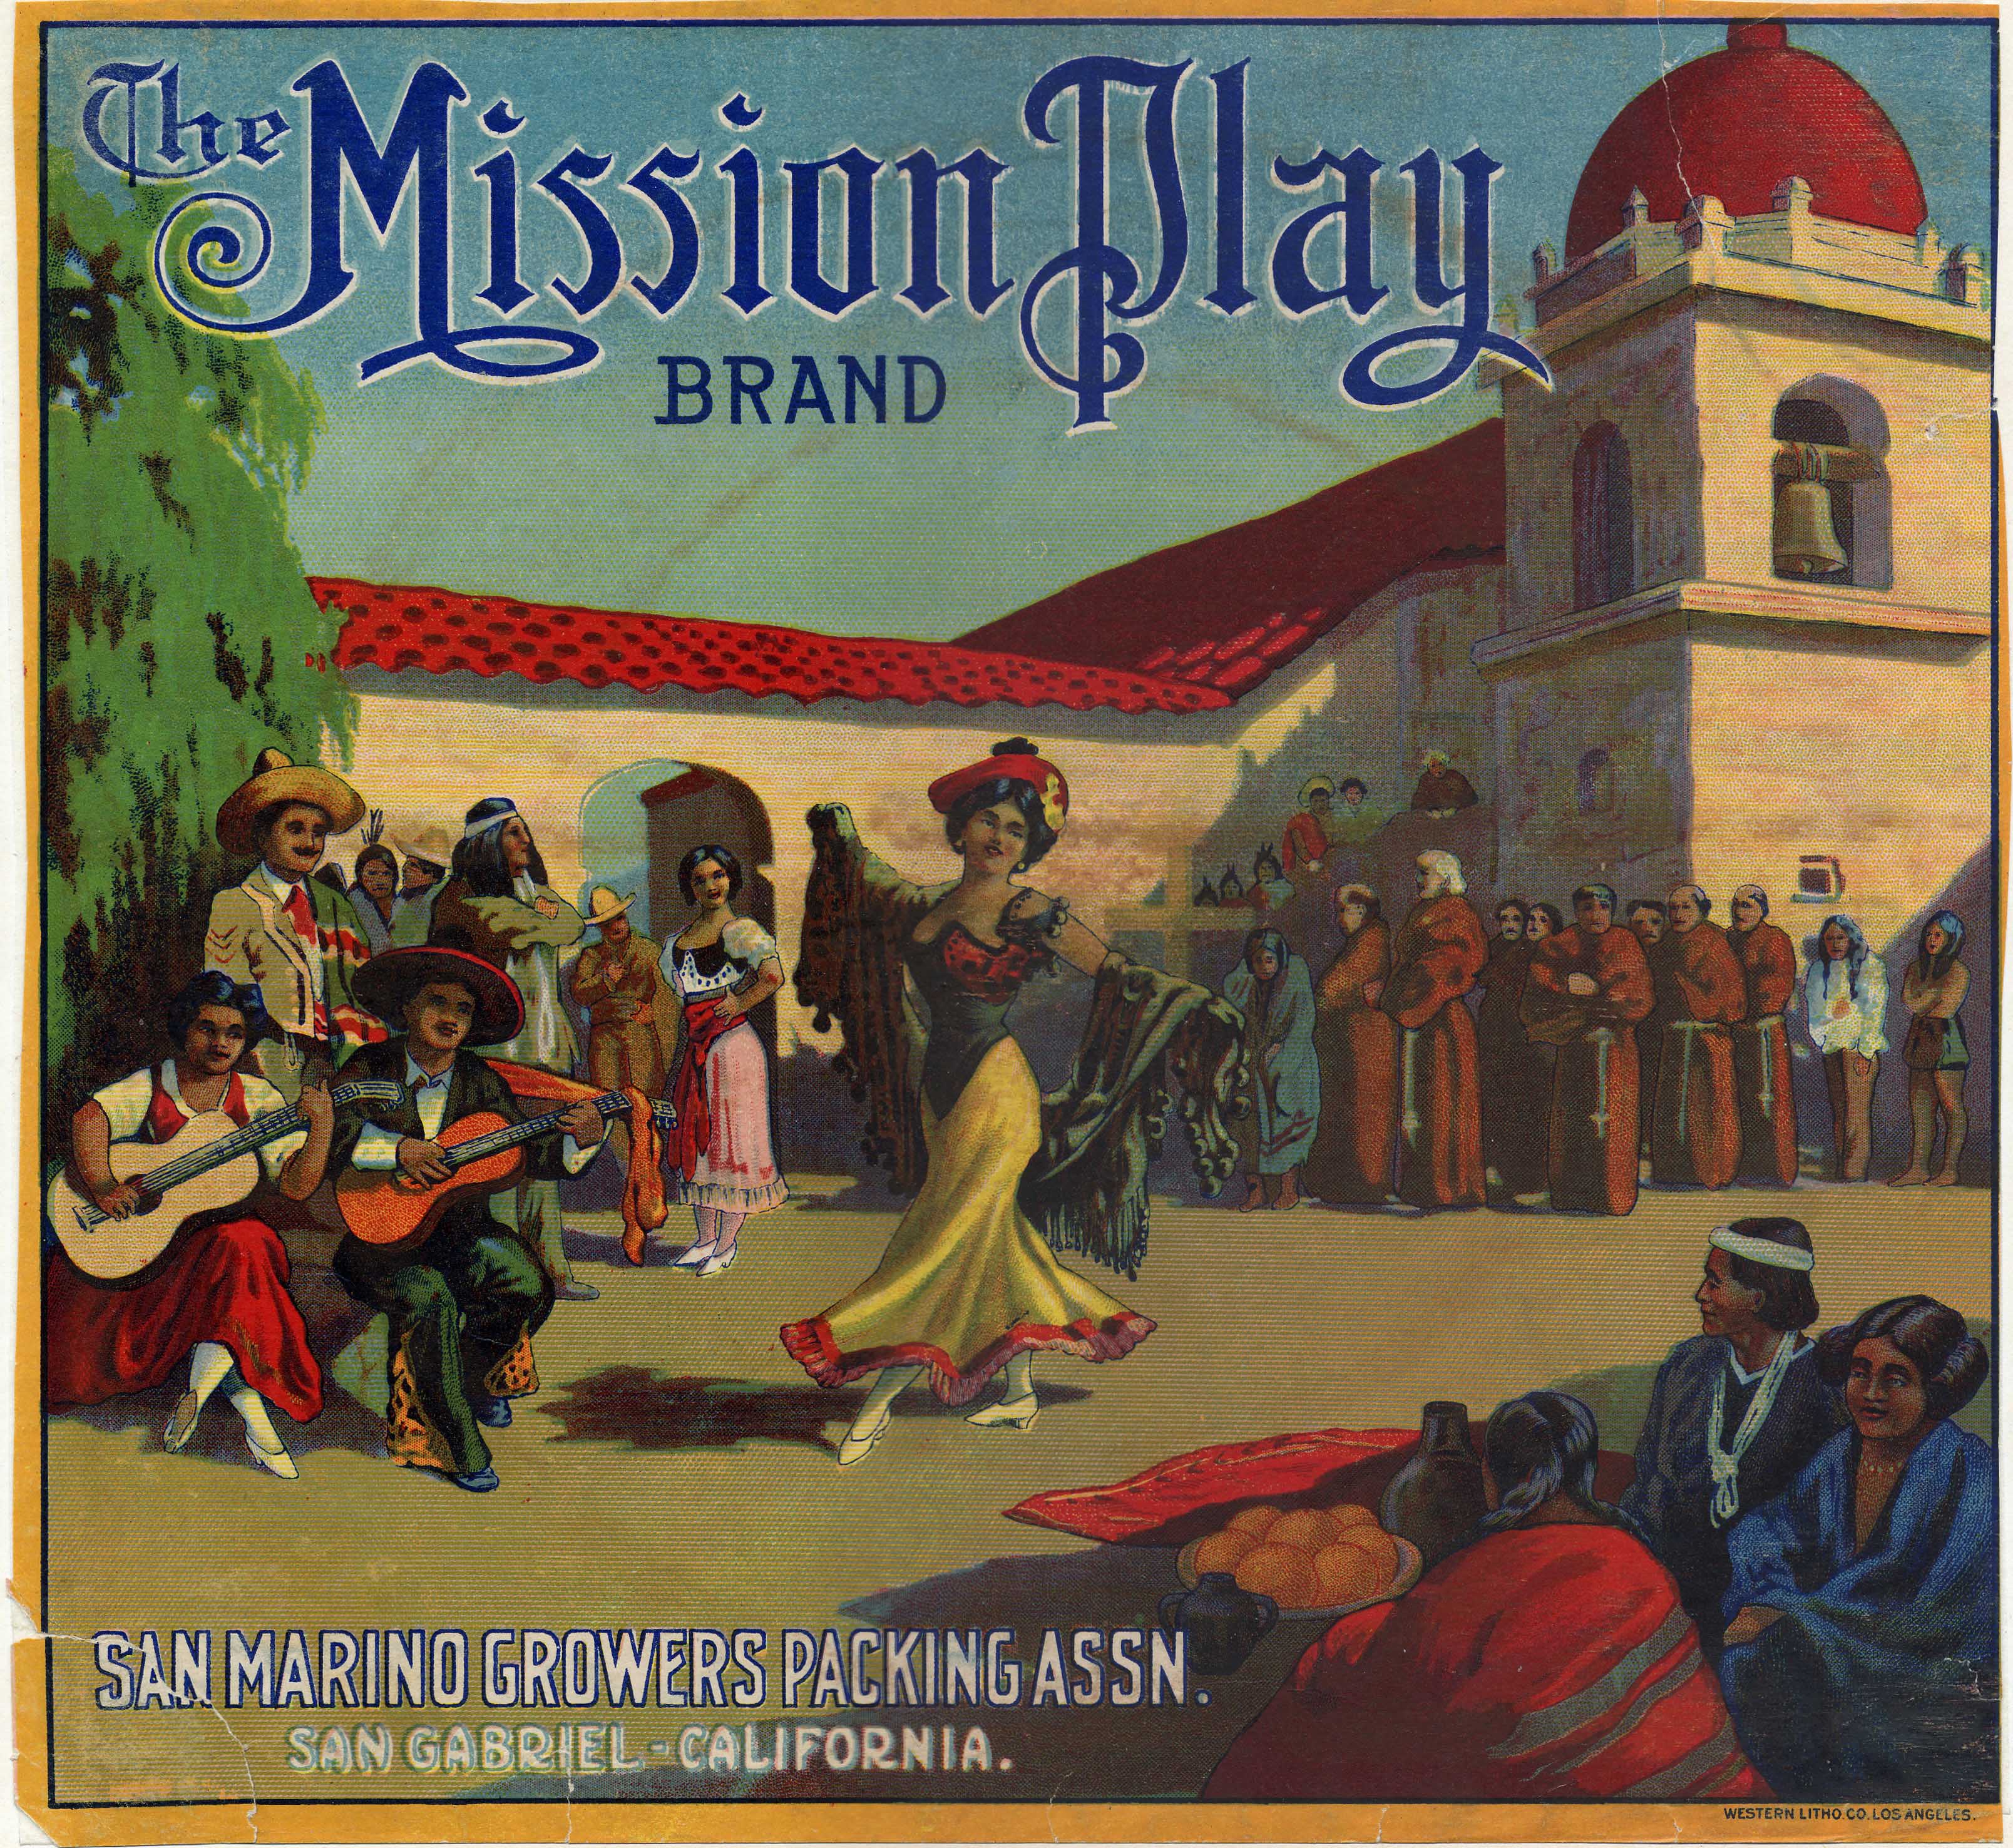 The Mission Play
BRAND
SAN MARINO GROWERS PACKING ASSN.
SAN GABRIEL - CALIFORNIA.
WESTERN LITHO. CO. LOS ANGELES.